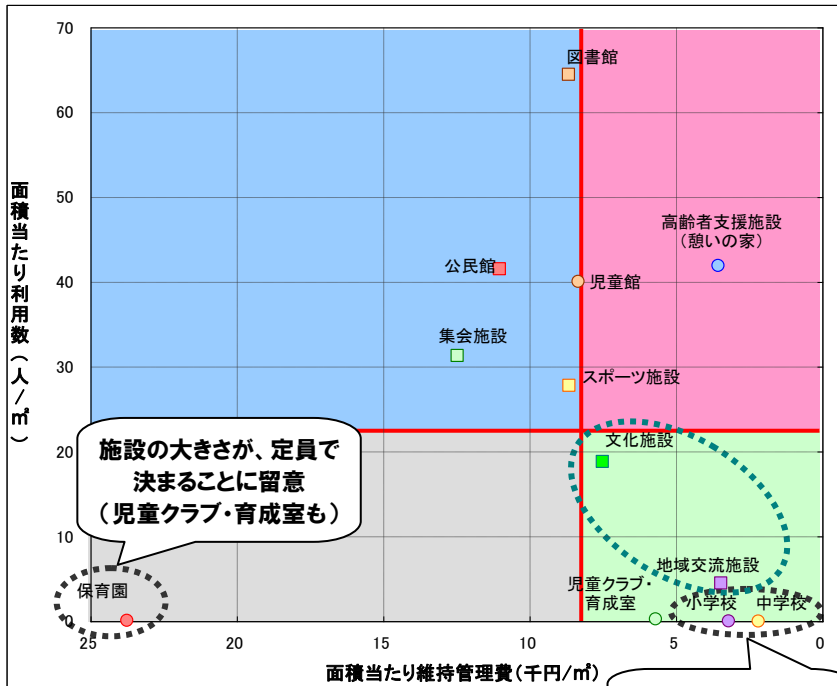 70
60
50
40
30
20
10
0
面積当たり利用数（人/㎡）
図書館
高齢者支援施設
（憩いの家）
公民館
児童館
集会施設
スポーツ施設
施設の大きさが、定員で
決まることに留意
（児童クラブ・育成室も）
文化施設
地域交流施設
保育園
児童クラブ・
育成室
小学校
中学校
25
20
15
10
5
0
面積当たり維持管理費（千円/㎡）